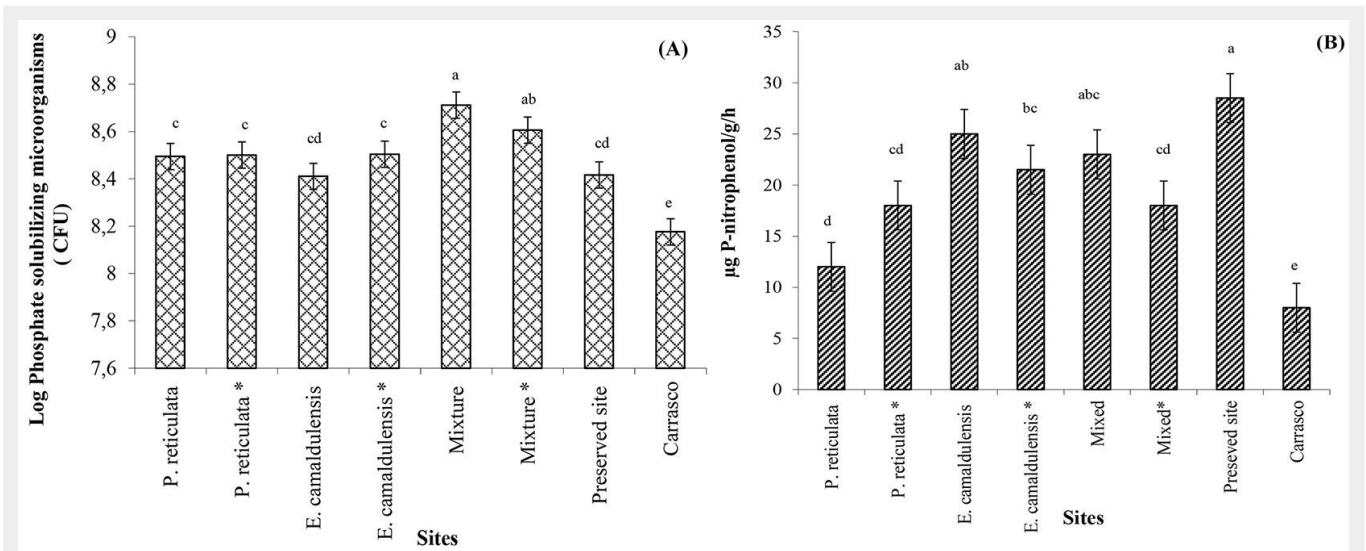 (A)
Log Phosphate solubilizing microorganisms
( CFU)
9
8,8
8,6
8,4
8,2
8
7,8
7,6
c
c
cd
c
a
ab
cd
e
P. reticulata
P. reticulata *
E. camaldulensis
E. camaldulensis *
Mixture
Mixture *
Preserved site
Carrasco
Sites
(B)
µg P-nitrophenol/g/h
35
30
25
20
15
10
5
0
d
cd
ab
bc
abc
cd
a
e
P. reticulata
P. reticulata *
E. camaldulensis
E. camaldulensis *
Mixed
Mixed*
Preseved site
Carrasco
Sites